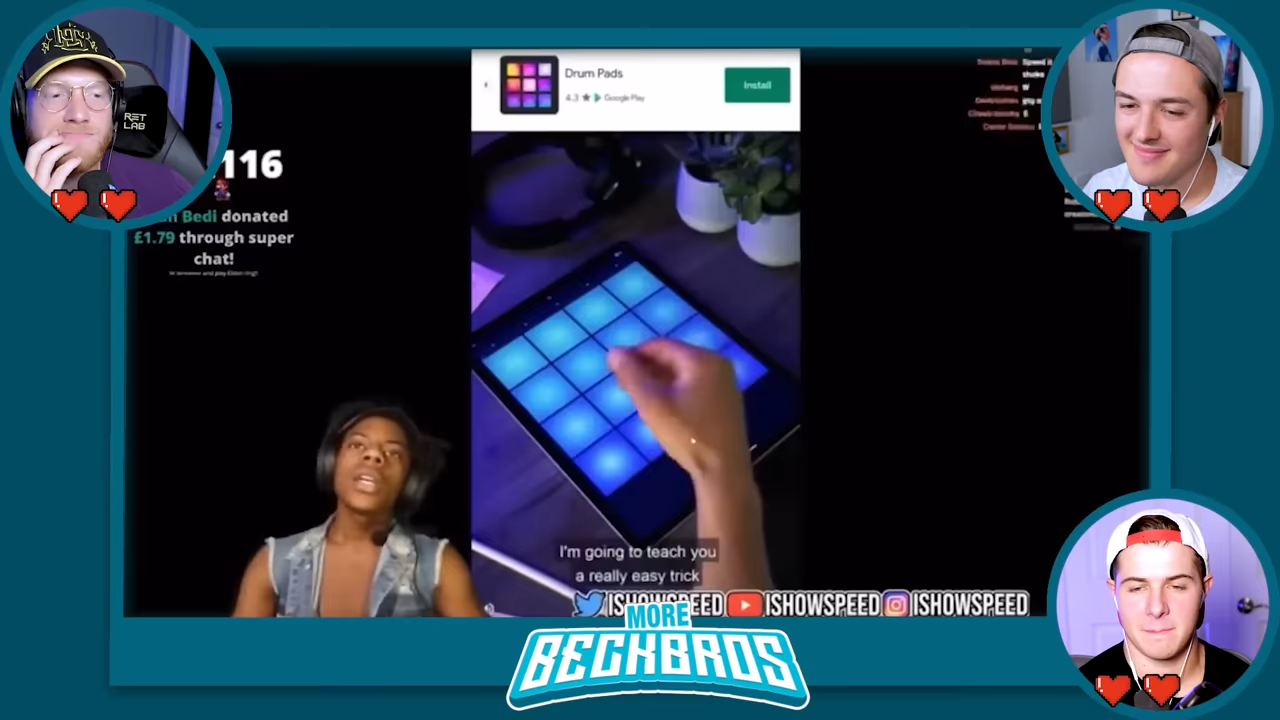 RET
LAB
116
Bedi donated
£1.79 through super
chat!
Drum Pads
4.3 ★ Google Play
Install
I'm going to teach you
a really easy trick
ISHOWSPEED ISHOWSPEED ISHOWSPEED
MORE
BECKBROS